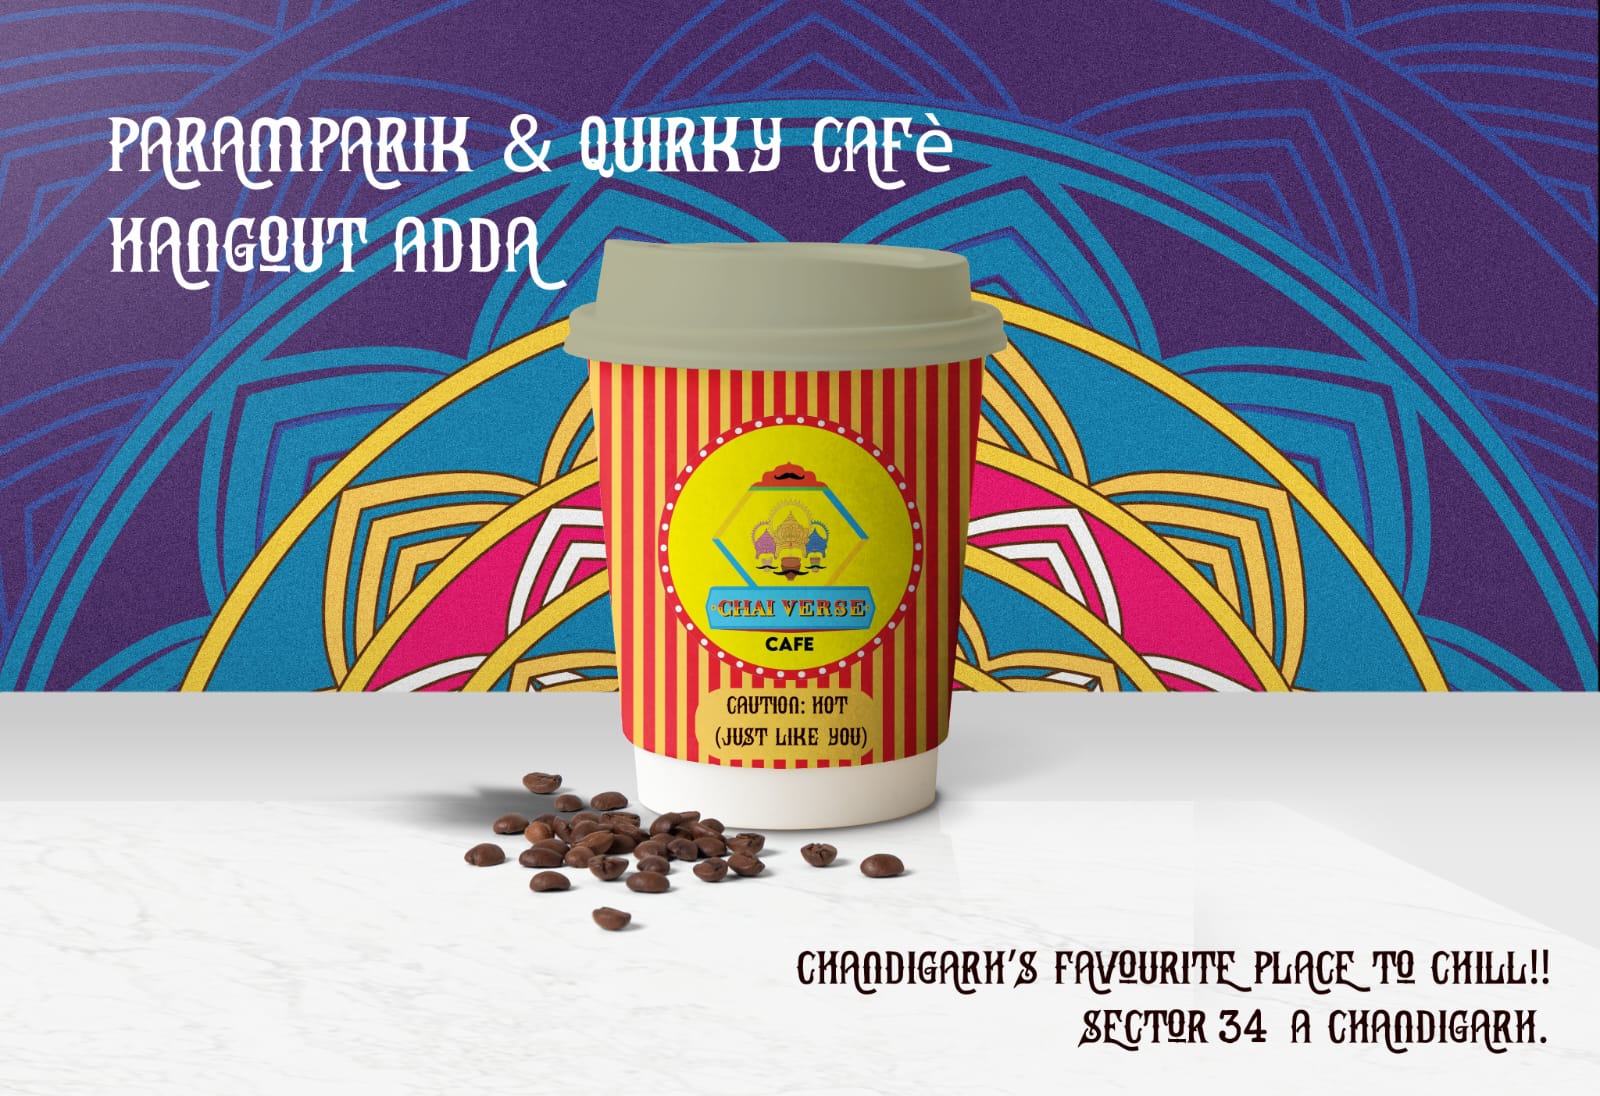 PARAMPARIK & QUIRKY CAFè
HANGOUT ADDA
CHAI VERSE
CAFE
CAUTION: HOT
(JUST LIKE YOU)
CHANDIGARH'S FAVOURITE PLACE TO CHILL!!
SECTOR 34 A CHANDIGARH.